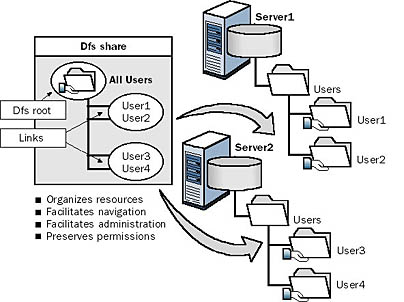 Dfs share
All Users
Dfs root
User1
User2
Links
User3
User4
■ Organizes resources
■ Facilitates navigation
■ Facilitates administration
■ Preserves permissions
Server1
Users
User1
User2
Server2
Users
User3
User4